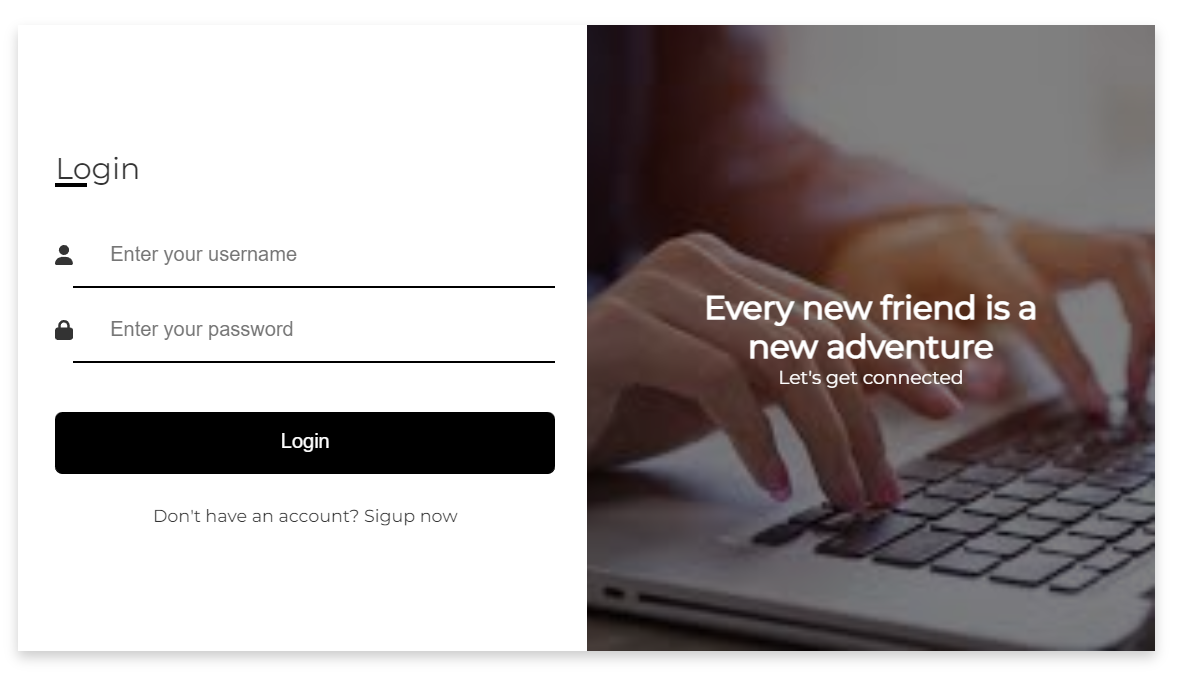 Login
Enter your username
Enter your password
Login
Don't have an account? Sigup now
Every new friend is a
new adventure
Let's get connected